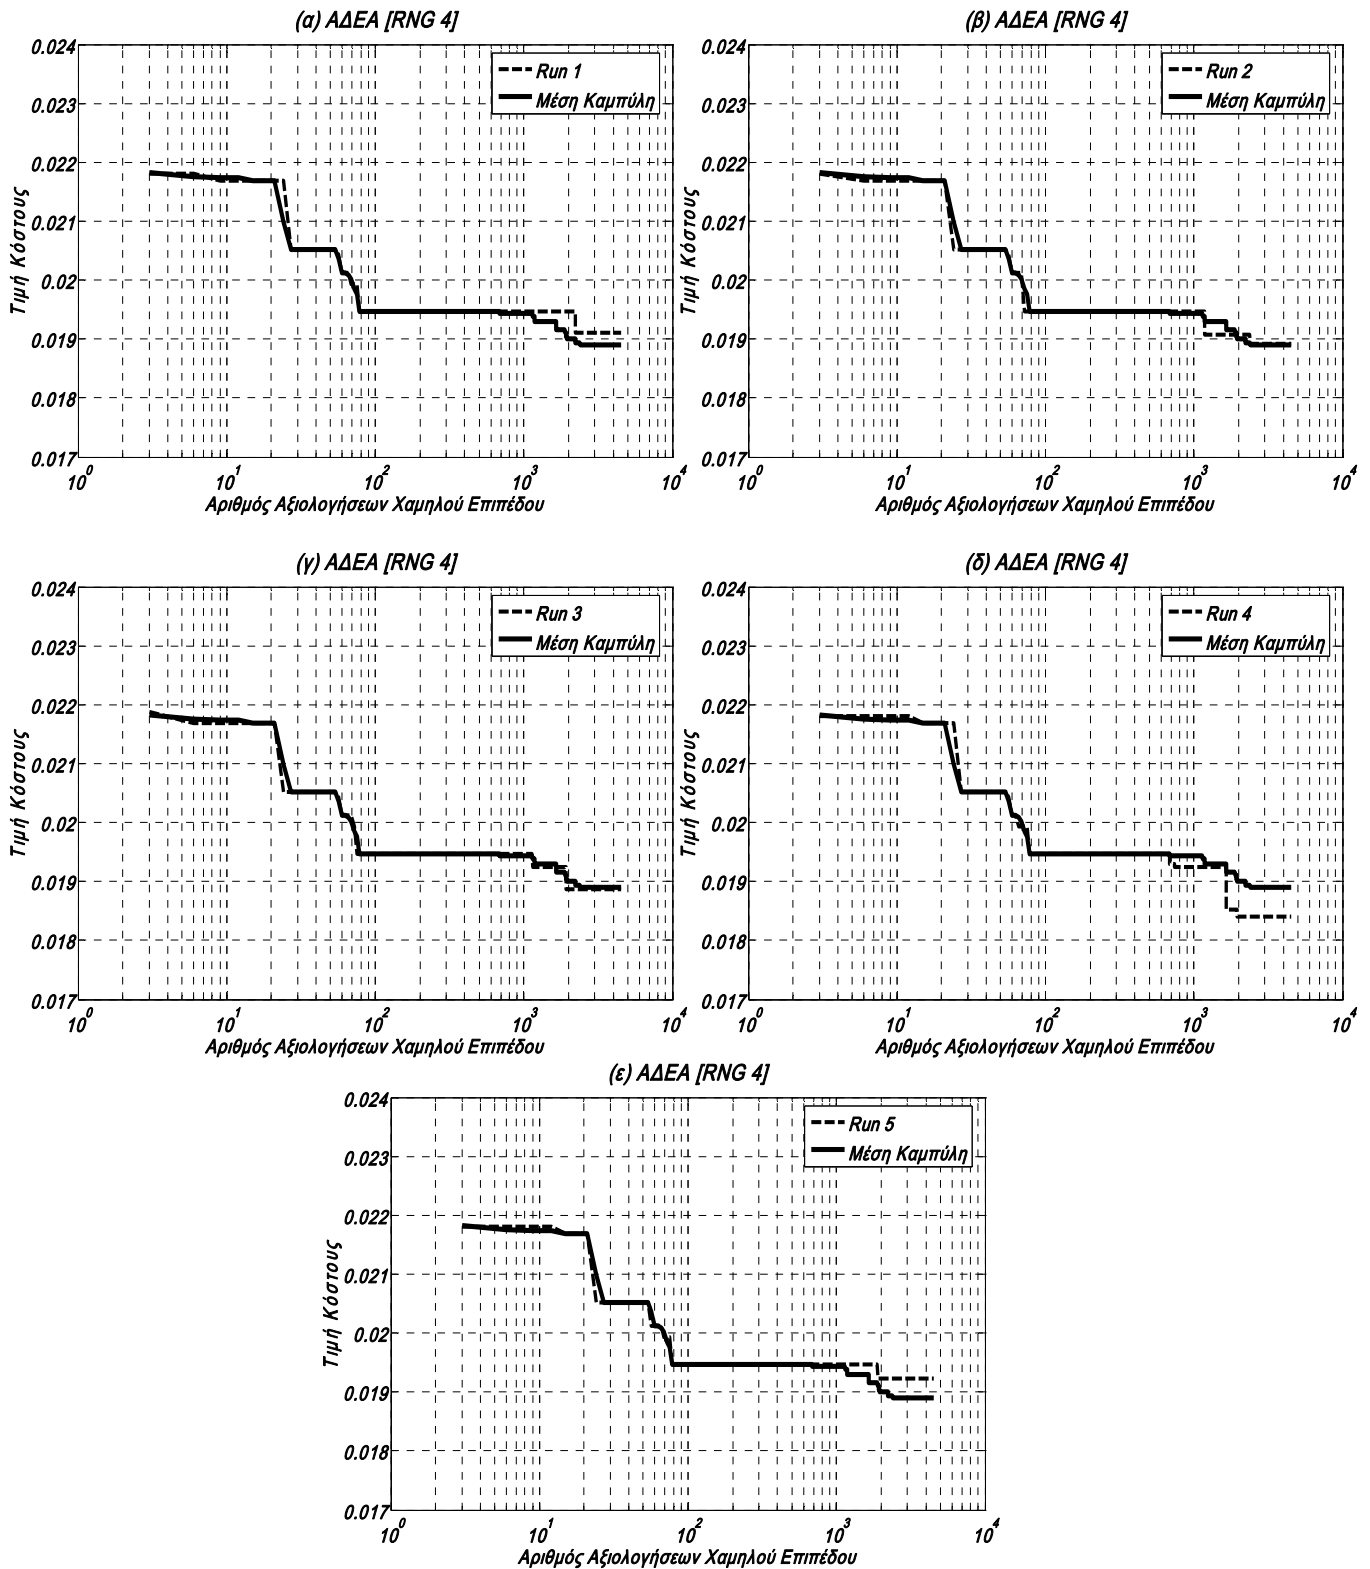 (α) ΑΔΕΑ [RNG 4]
0.024
0.023
0.022
0.021
0.02
0.019
0.018
0.017
Τιμή Κόστους
Run 1
Μέση Καμπύλη
10^0 10^1 10^2 10^3 10^4
Αριθμός Αξιολογήσεων Χαμηλού Επιπέδου
(β) ΑΔΕΑ [RNG 4]
0.024
0.023
0.022
0.021
0.02
0.019
0.018
0.017
Τιμή Κόστους
Run 2
Μέση Καμπύλη
10^0 10^1 10^2 10^3 10^4
Αριθμός Αξιολογήσεων Χαμηλού Επιπέδου
(γ) ΑΔΕΑ [RNG 4]
0.024
0.023
0.022
0.021
0.02
0.019
0.018
0.017
Τιμή Κόστους
Run 3
Μέση Καμπύλη
10^0 10^1 10^2 10^3 10^4
Αριθμός Αξιολογήσεων Χαμηλού Επιπέδου
(δ) ΑΔΕΑ [RNG 4]
0.024
0.023
0.022
0.021
0.02
0.019
0.018
0.017
Τιμή Κόστους
Run 4
Μέση Καμπύλη
10^0 10^1 10^2 10^3 10^4
Αριθμός Αξιολογήσεων Χαμηλού Επιπέδου
(ε) ΑΔΕΑ [RNG 4]
0.024
0.023
0.022
0.021
0.02
0.019
0.018
0.017
Τιμή Κόστους
Run 5
Μέση Καμπύλη
10^0 10^1 10^2 10^3 10^4
Αριθμός Αξιολογήσεων Χαμηλού Επιπέδου